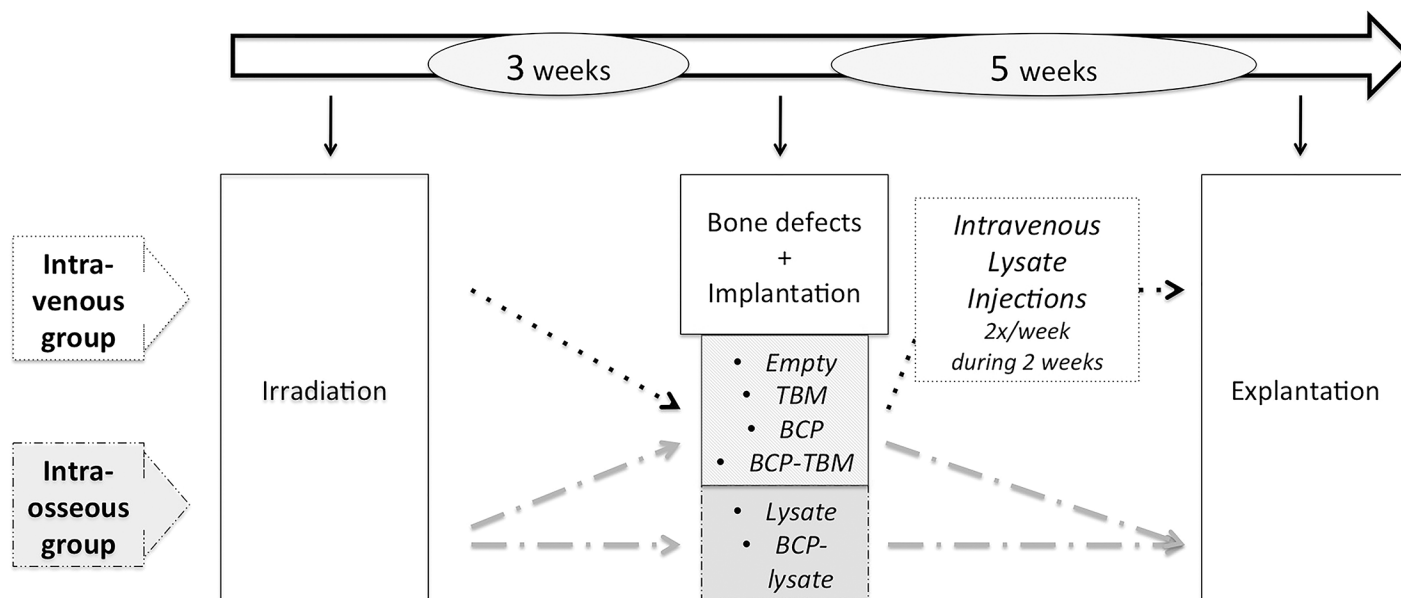 3 weeks
5 weeks
Intra-
venous
group
Intra-
osseous
group
Irradiation
Bone defects
+
Implantation
• Empty
• TBM
• BCP
• BCP-TBM
• Lysate
• BCP-
lysate
Intravenous
Lysate
Injections
2x/week
during 2 weeks
Explantation